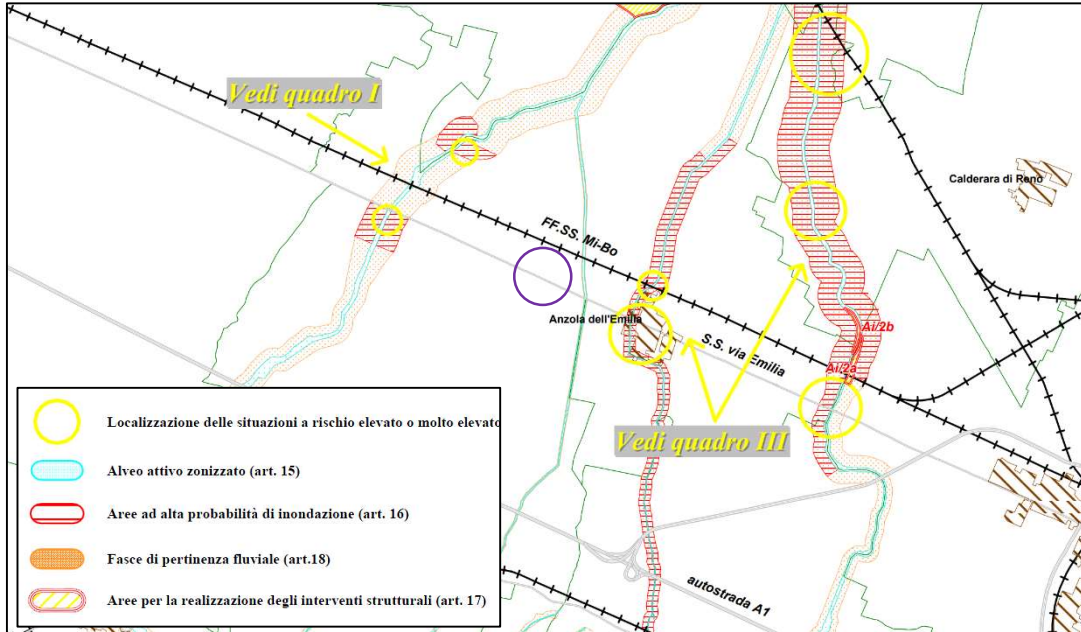 Vedi quadro I
Calderara di Reno
FF.SS. Mi-Bo
Anzola dell'Emilia
S.S. via Emilia
Ai/2b
Ai/2a
Vedi quadro III
autostrada A1
Localizzazione delle situazioni a rischio elevato o molto elevato
Alveo attivo zonizzato (art. 15)
Aree ad alta probabilità di inondazione (art. 16)
Fasce di pertinenza fluviale (art.18)
Aree per la realizzazione degli interventi strutturali (art. 17)